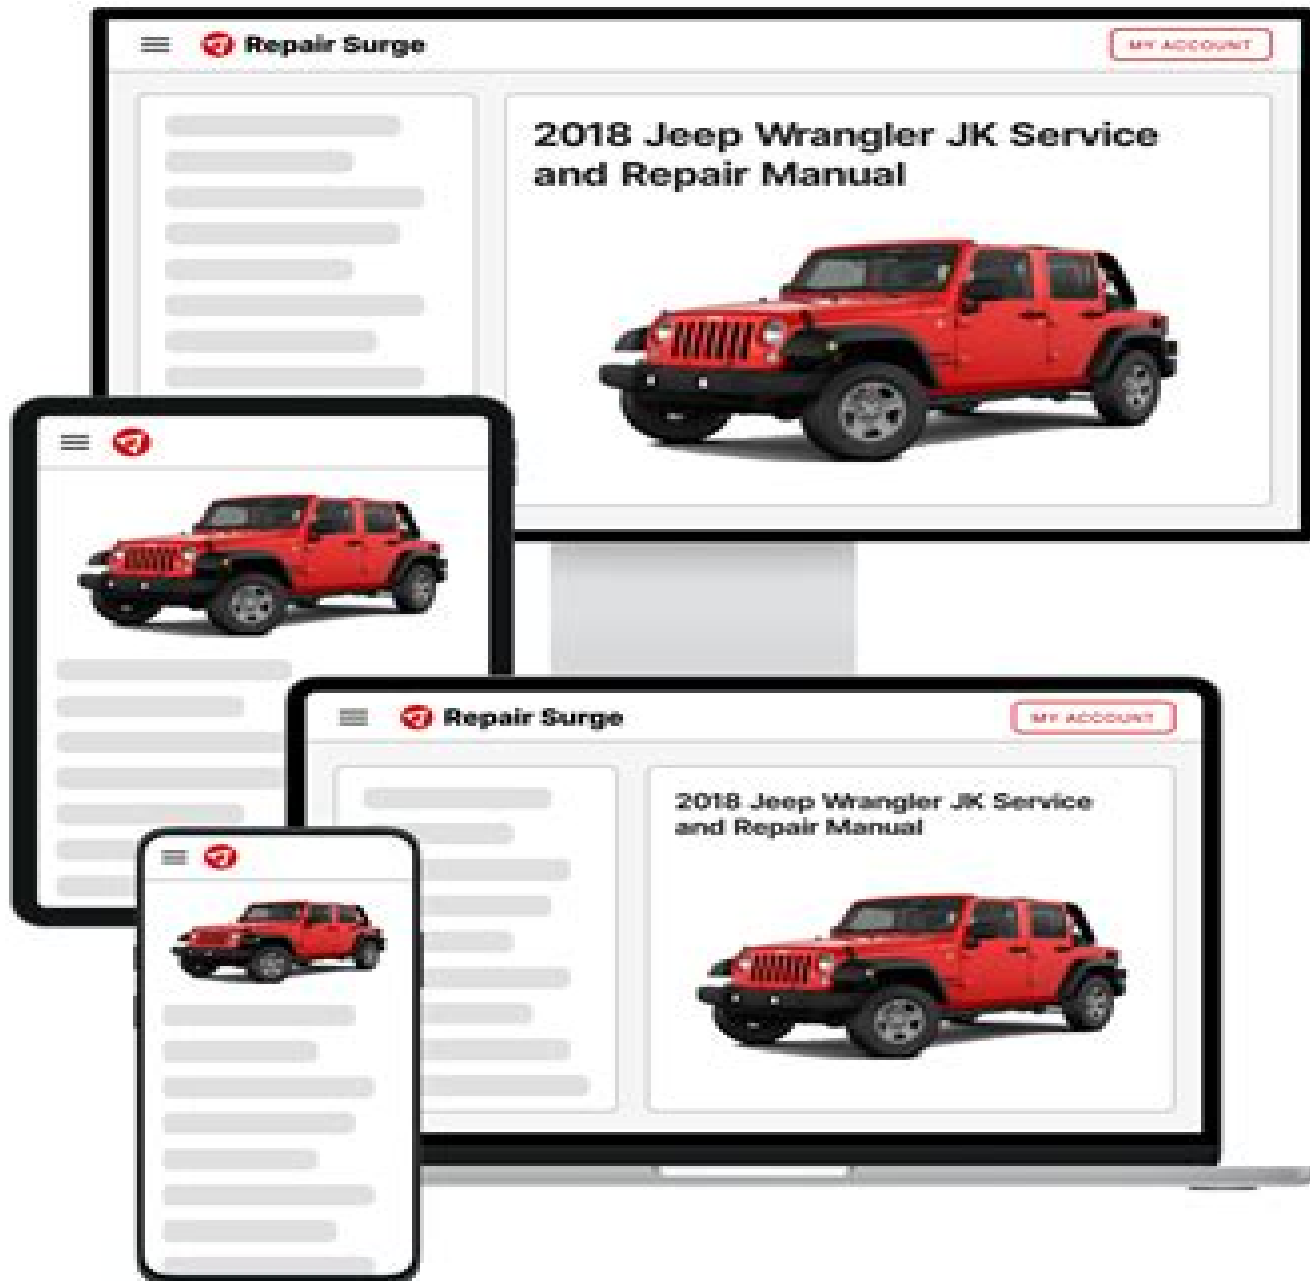 Repair Surge
MY ACCOUNT
2018 Jeep Wrangler JK Service
and Repair Manual
Repair Surge
MY ACCOUNT
2018 Jeep Wrangler JK Service
and Repair Manual